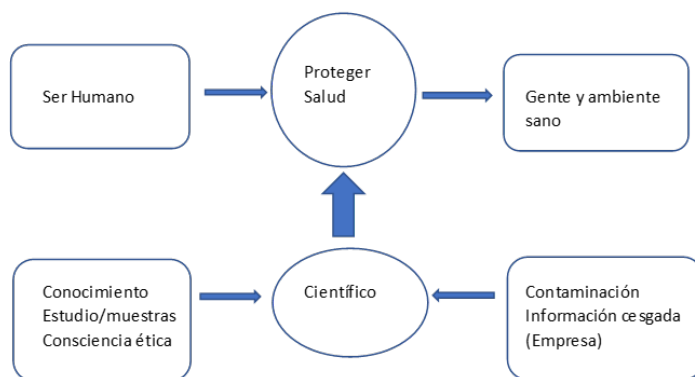 Ser Humano
Proteger
Salud
Gente y ambiente
sano
Conocimiento
Estudio/muestras
Consciencia ética
Científico
Contaminación
Información cesgada
(Empresa)